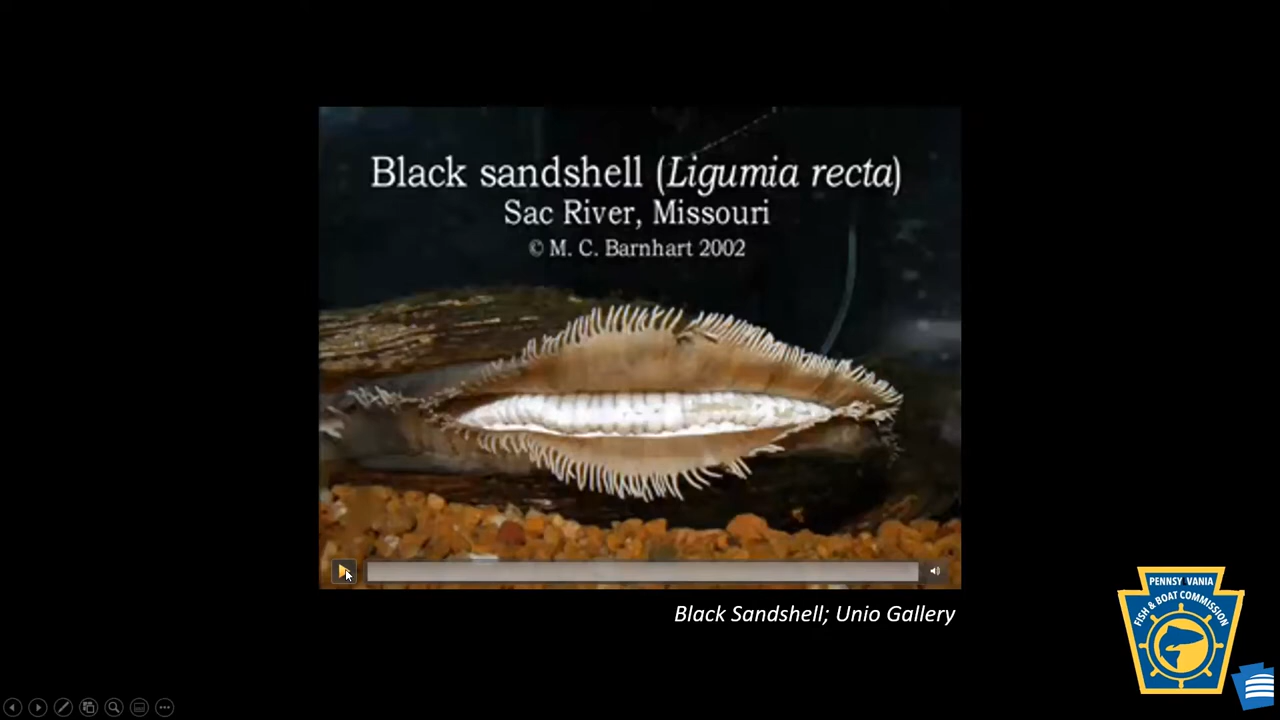 Black sandshell (Ligumia recta)
Sac River, Missouri
© M. C. Barnhart 2002
Black Sandshell; Unio Gallery
PENNSYLVANIA
FISH & BOAT COMMISSION